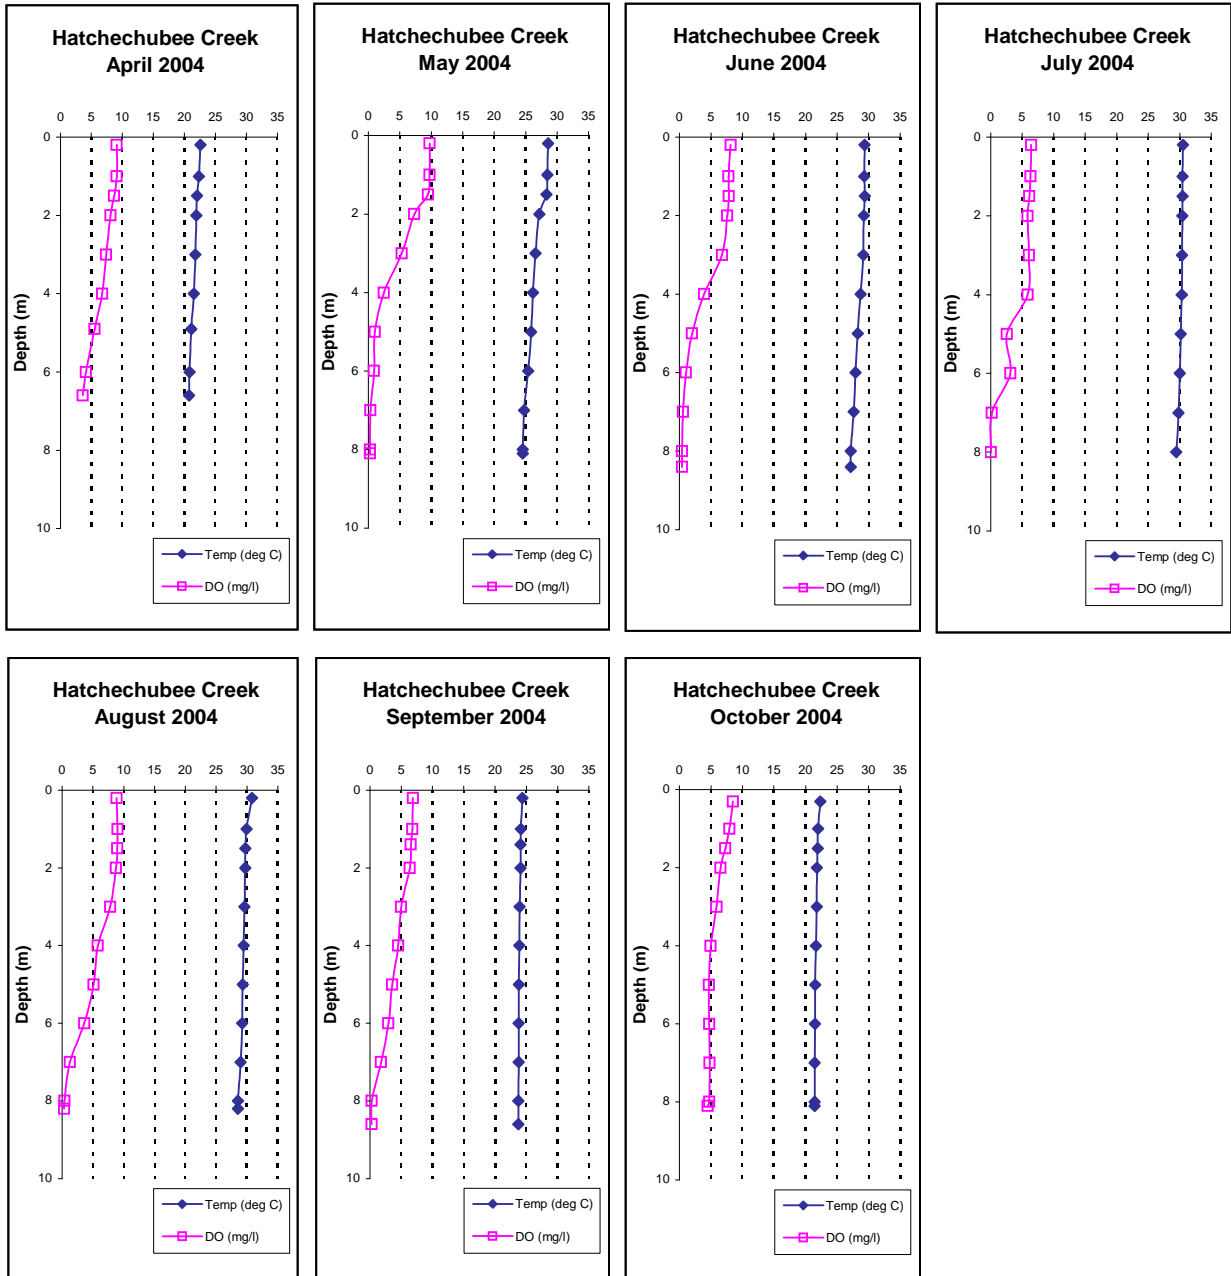 Hatchechubee Creek
April 2004
0 5 10 15 20 25 30 35
0
2
4
6
8
10
Depth (m)
Temp (deg C)
DO (mg/l)
Hatchechubee Creek
May 2004
0 5 10 15 20 25 30 35
0
2
4
6
8
10
Depth (m)
Temp (deg C)
DO (mg/l)
Hatchechubee Creek
June 2004
0 5 10 15 20 25 30 35
0
2
4
6
8
10
Depth (m)
Temp (deg C)
DO (mg/l)
Hatchechubee Creek
July 2004
0 5 10 15 20 25 30 35
0
2
4
6
8
10
Depth (m)
Temp (deg C)
DO (mg/l)
Hatchechubee Creek
August 2004
0 5 10 15 20 25 30 35
0
2
4
6
8
10
Depth (m)
Temp (deg C)
DO (mg/l)
Hatchechubee Creek
September 2004
0 5 10 15 20 25 30 35
0
2
4
6
8
10
Depth (m)
Temp (deg C)
DO (mg/l)
Hatchechubee Creek
October 2004
0 5 10 15 20 25 30 35
0
2
4
6
8
10
Depth (m)
Temp (deg C)
DO (mg/l)